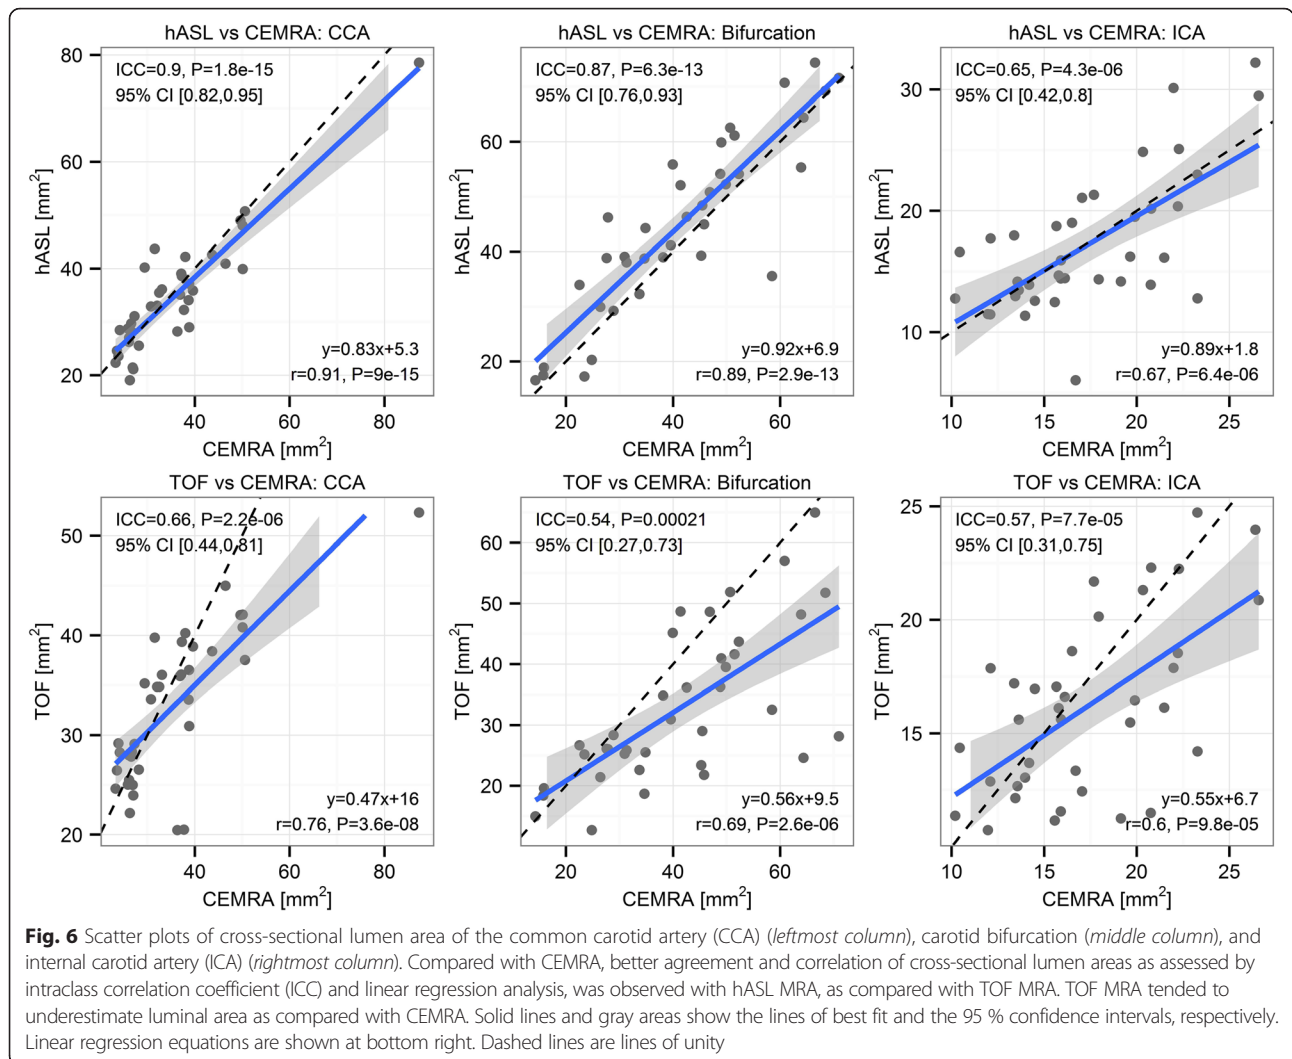 hASL vs CEMRA: CCA
ICC=0.9, P=1.8e-15
95% CI [0.82,0.95]
80
60
40
20
hASL [mm²]
y=0.83x+5.3
r=0.91, P=9e-15
40 60 80
CEMRA [mm²]
hASL vs CEMRA: Bifurcation
ICC=0.87, P=6.3e-13
95% CI [0.76,0.93]
60
40
20
hASL [mm²]
y=0.92x+6.9
r=0.89, P=2.9e-13
20 40 60
CEMRA [mm²]
hASL vs CEMRA: ICA
ICC=0.65, P=4.3e-06
95% CI [0.42,0.8]
30
20
10
hASL [mm²]
y=0.89x+1.8
r=0.67, P=6.4e-06
10 15 20 25
CEMRA [mm²]
TOF vs CEMRA: CCA
ICC=0.66, P=2.2e-06
95% CI [0.44,0.81]
50
40
30
20
TOF [mm²]
y=0.47x+16
r=0.76, P=3.6e-08
40 60 80
CEMRA [mm²]
TOF vs CEMRA: Bifurcation
ICC=0.54, P=0.00021
95% CI [0.27,0.73]
60
50
40
30
20
TOF [mm²]
y=0.56x+9.5
r=0.69, P=2.6e-06
20 40 60
CEMRA [mm²]
TOF vs CEMRA: ICA
ICC=0.57, P=7.7e-05
95% CI [0.31,0.75]
25
20
15
TOF [mm²]
y=0.55x+6.7
r=0.6, P=9.8e-05
10 15 20 25
CEMRA [mm²]
Fig. 6 Scatter plots of cross-sectional lumen area of the common carotid artery (CCA) (leftmost column), carotid bifurcation (middle column), and
internal carotid artery (ICA) (rightmost column). Compared with CEMRA, better agreement and correlation of cross-sectional lumen areas as assessed by
intraclass correlation coefficient (ICC) and linear regression analysis, was observed with hASL MRA, as compared with TOF MRA. TOF MRA tended to
underestimate luminal area as compared with CEMRA. Solid lines and gray areas show the lines of best fit and the 95 % confidence intervals, respectively.
Linear regression equations are shown at bottom right. Dashed lines are lines of unity